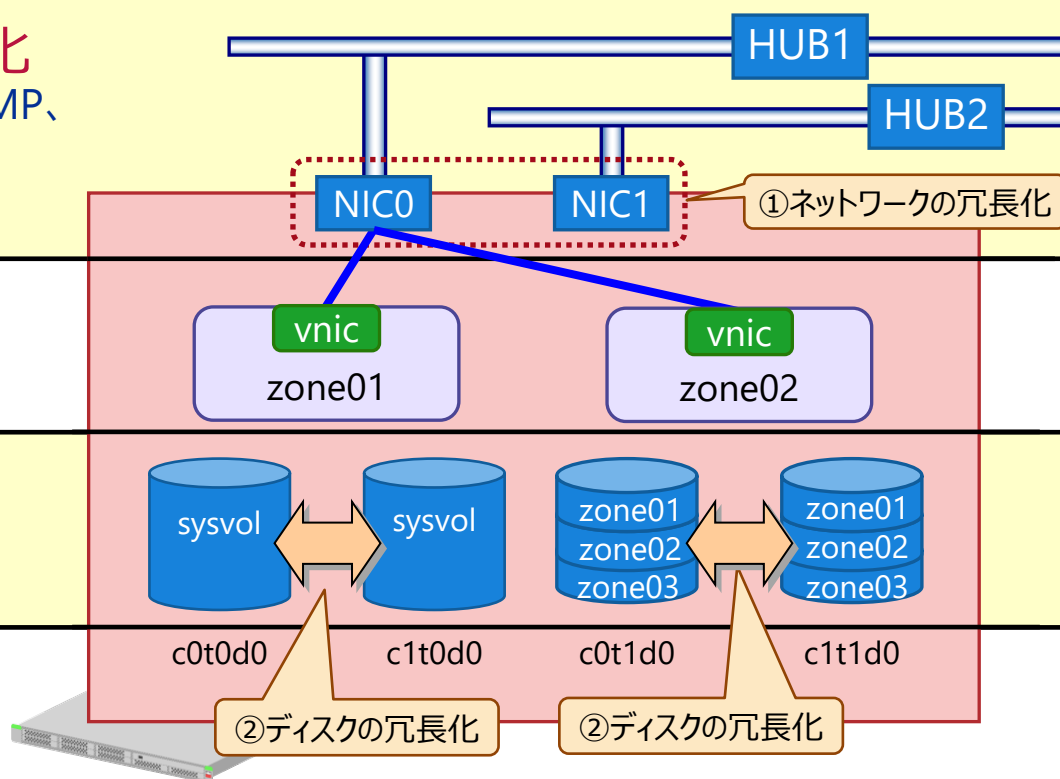 化
MP、
HUB1
HUB2
NIC0
NIC1
①ネットワークの冗長化
vnic
zone01
vnic
zone02
sysvol
sysvol
zone01
zone02
zone03
zone01
zone02
zone03
c0t0d0
c1t0d0
c0t1d0
c1t1d0
②ディスクの冗長化
②ディスクの冗長化